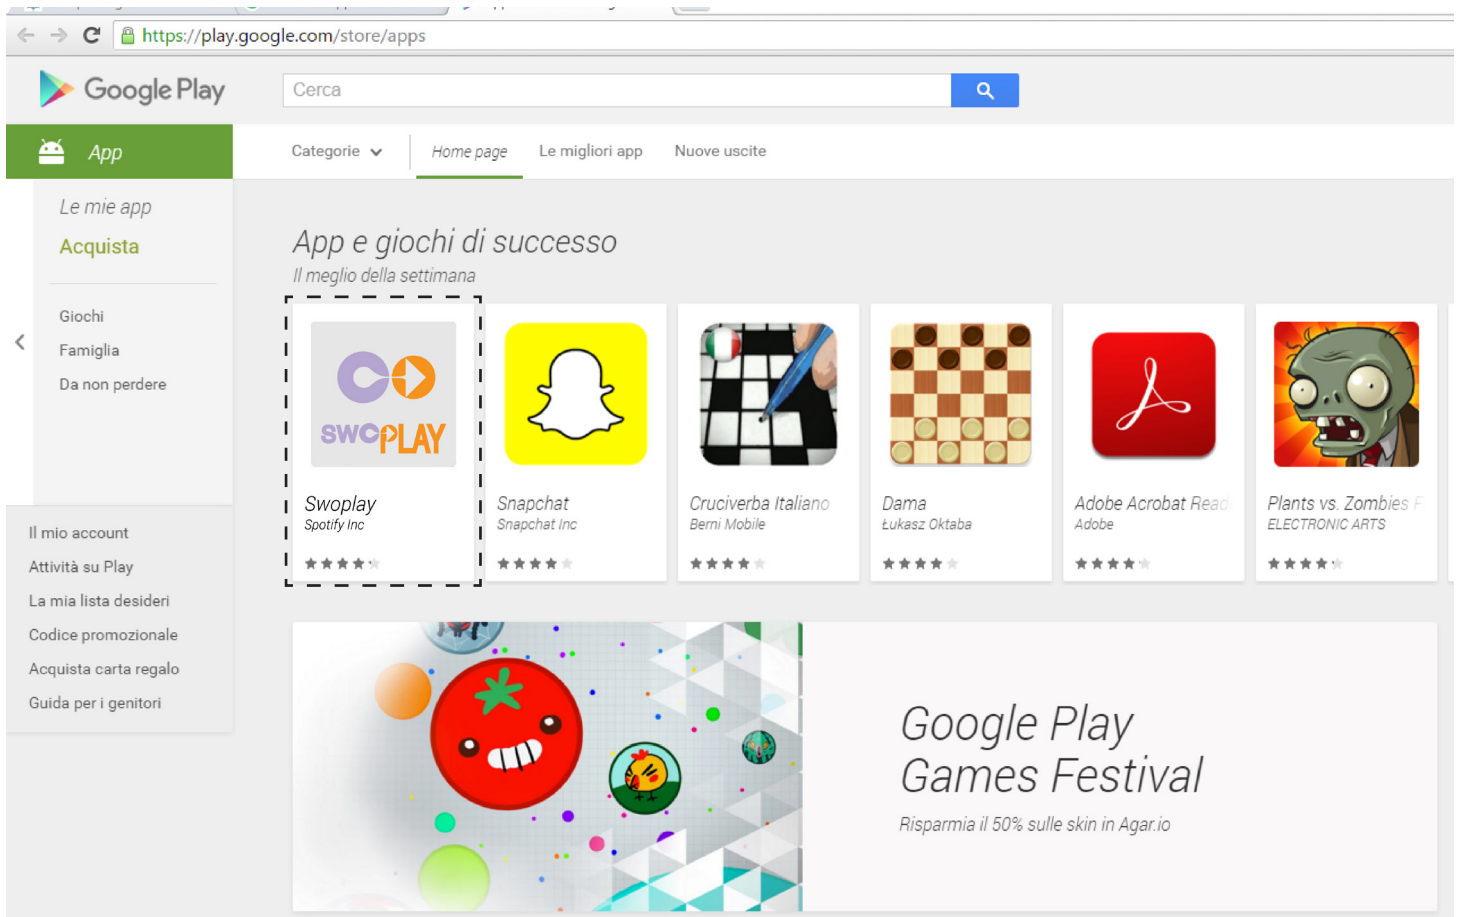 https://play.google.com/store/apps
Google Play
Cerca
App
Categorie
Home page
Le migliori app
Nuove uscite
Le mie app
Acquista
Giochi
Famiglia
Da non perdere
Il mio account
Attività su Play
La mia lista desideri
Codice promozionale
Acquista carta regalo
Guida per i genitori
App e giochi di successo
Il meglio della settimana
SWOPLAY
Swoplay
Spotify Inc
Snapchat
Snapchat Inc
Cruciverba Italiano
Berni Mobile
Dama
Łukasz Oktaba
Adobe Acrobat Read
Adobe
Plants vs. Zombies F
ELECTRONIC ARTS
Google Play
Games Festival
Risparmia il 50% sulle skin in Agar.io